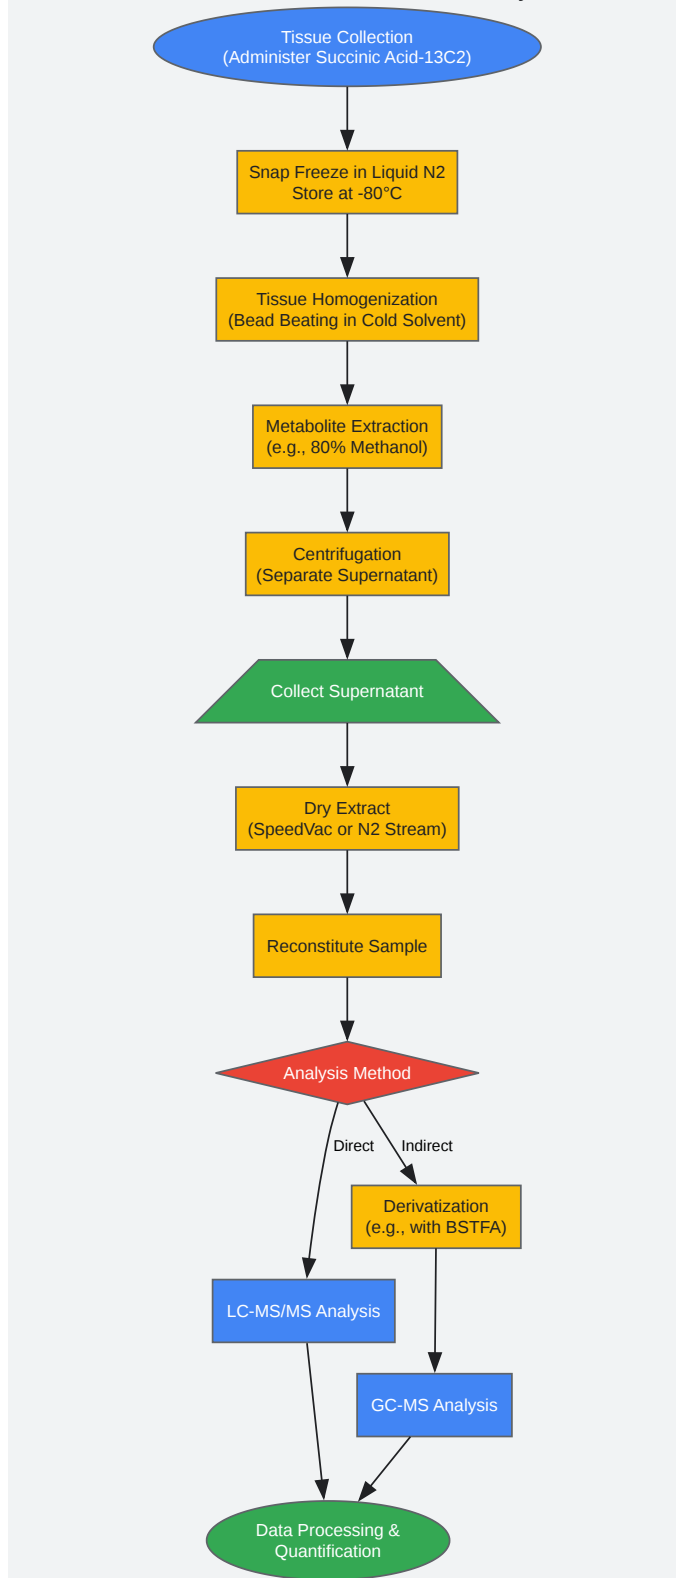 Tissue Collection
(Administer Succinic Acid-13C2)
Snap Freeze in Liquid N2
Store at -80°C
Tissue Homogenization
(Bead Beating in Cold Solvent)
Metabolite Extraction
(e.g., 80% Methanol)
Centrifugation
(Separate Supernatant)
Collect Supernatant
Dry Extract
(SpeedVac or N2 Stream)
Reconstitute Sample
Analysis Method
Direct
Indirect
Derivatization
(e.g., with BSTFA)
LC-MS/MS Analysis
GC-MS Analysis
Data Processing &
Quantification